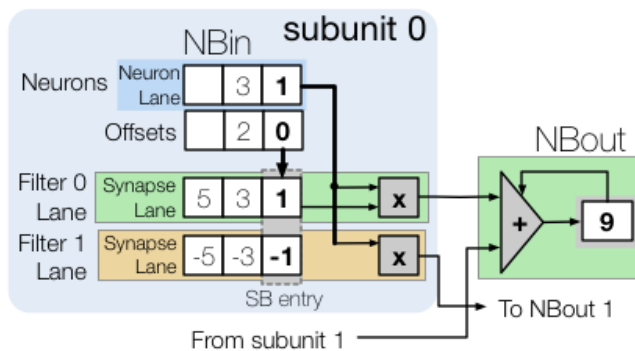 subunit 0
NBin
Neurons
Neuron
Lane
3 1
Offsets
2 0
NBout
Filter 0
Lane
Synapse
Lane
5 3 1
x
+
9
Filter 1
Lane
Synapse
Lane
-5 -3 -1
x
SB entry
To NBout 1
From subunit 1